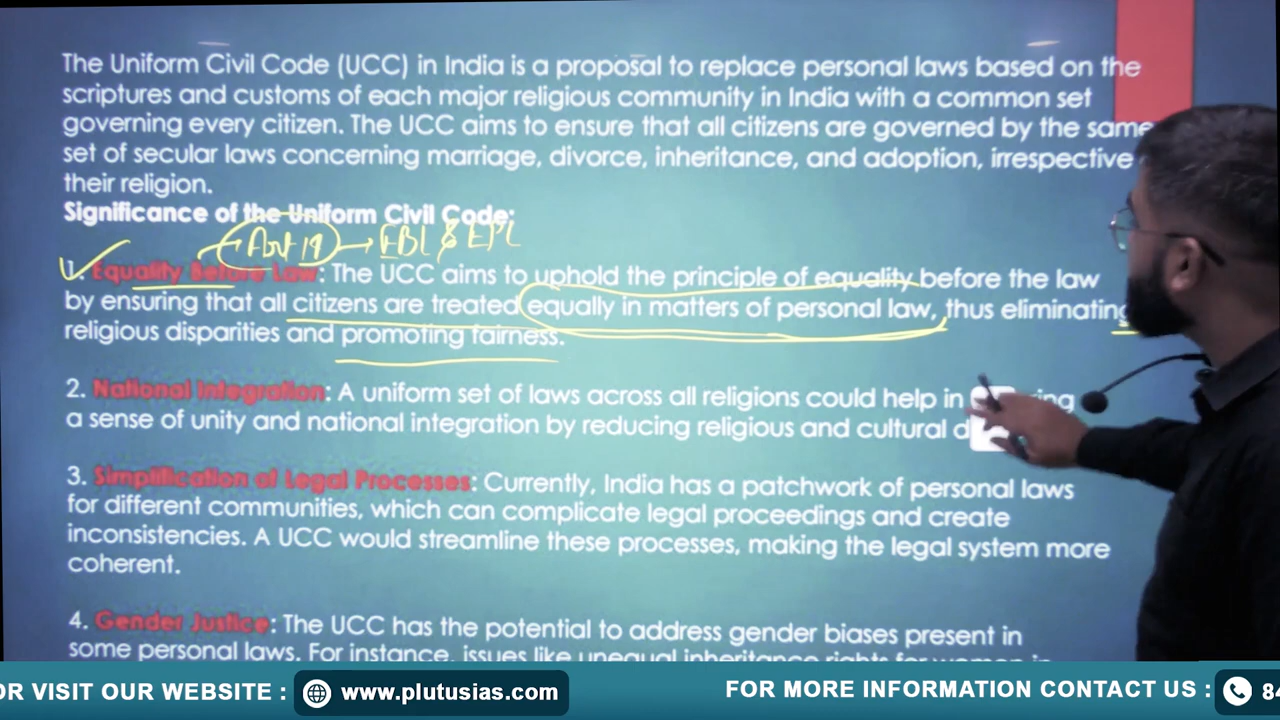 The Uniform Civil Code (UCC) in India is a proposal to replace personal laws based on the
scriptures and customs of each major religious community in India with a common set
governing every citizen. The UCC aims to ensure that all citizens are governed by the same
set of secular laws concerning marriage, divorce, inheritance, and adoption, irrespective
their religion.
Significance of the Uniform Civil Code:
1. Equality Before Law: The UCC aims to uphold the principle of equality before the law
by ensuring that all citizens are treated equally in matters of personal law, thus eliminating
religious disparities and promoting fairness.
2. National Integration: A uniform set of laws across all religions could help in
a sense of unity and national integration by reducing religious and cultural
3. Simplification of Legal Processes: Currently, India has a patchwork of personal laws
for different communities, which can complicate legal proceedings and create
inconsistencies. A UCC would streamline these processes, making the legal system more
coherent.
4. Gender Justice: The UCC has the potential to address gender biases present in
some personal laws. For instance, issues like unequal inheritance rights for women in
OR VISIT OUR WEBSITE : www.plutusias.com FOR MORE INFORMATION CONTACT US : 84